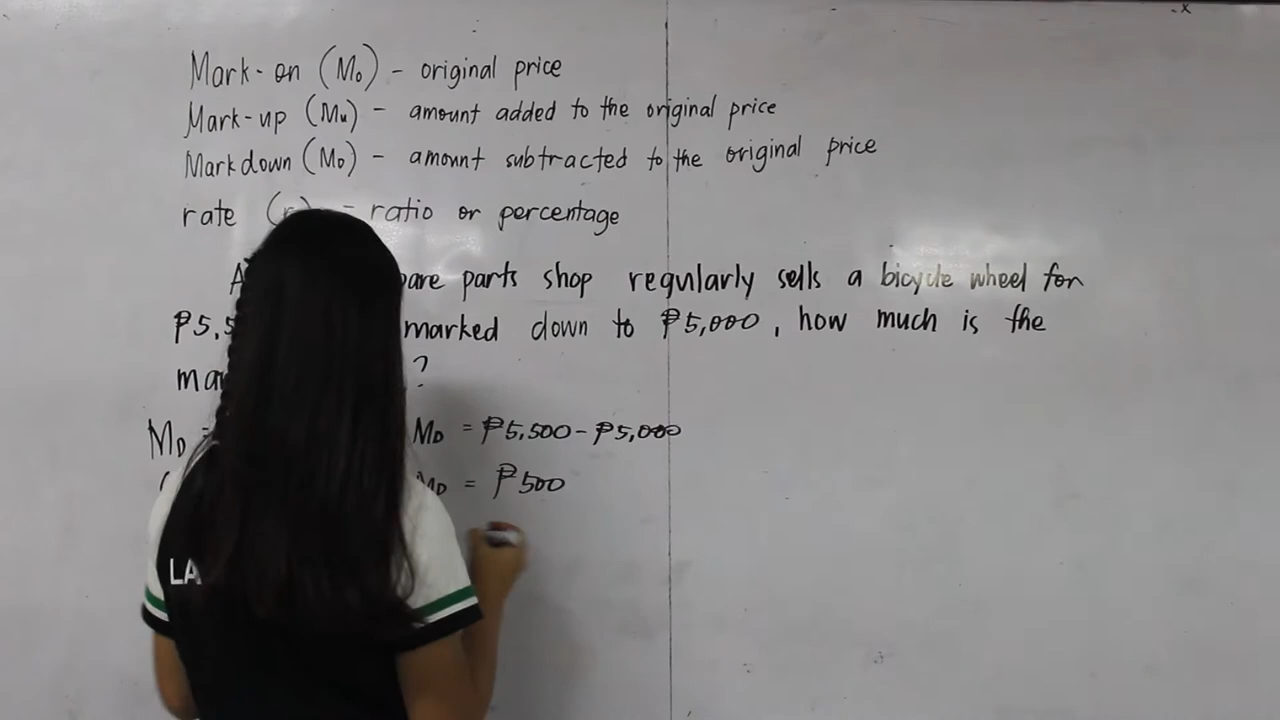 Mark-on (Mo) - original price
Mark-up (Mu) - amount added to the original price
Markdown (MD) - amount subtracted to the original price
rate - ratio or percentage
parts shop regularly sells a bicycle wheel for
marked down to ₱5,000, how much is the
?
MD = MD = ₱5,500 - ₱5,000
MD = ₱500
LA